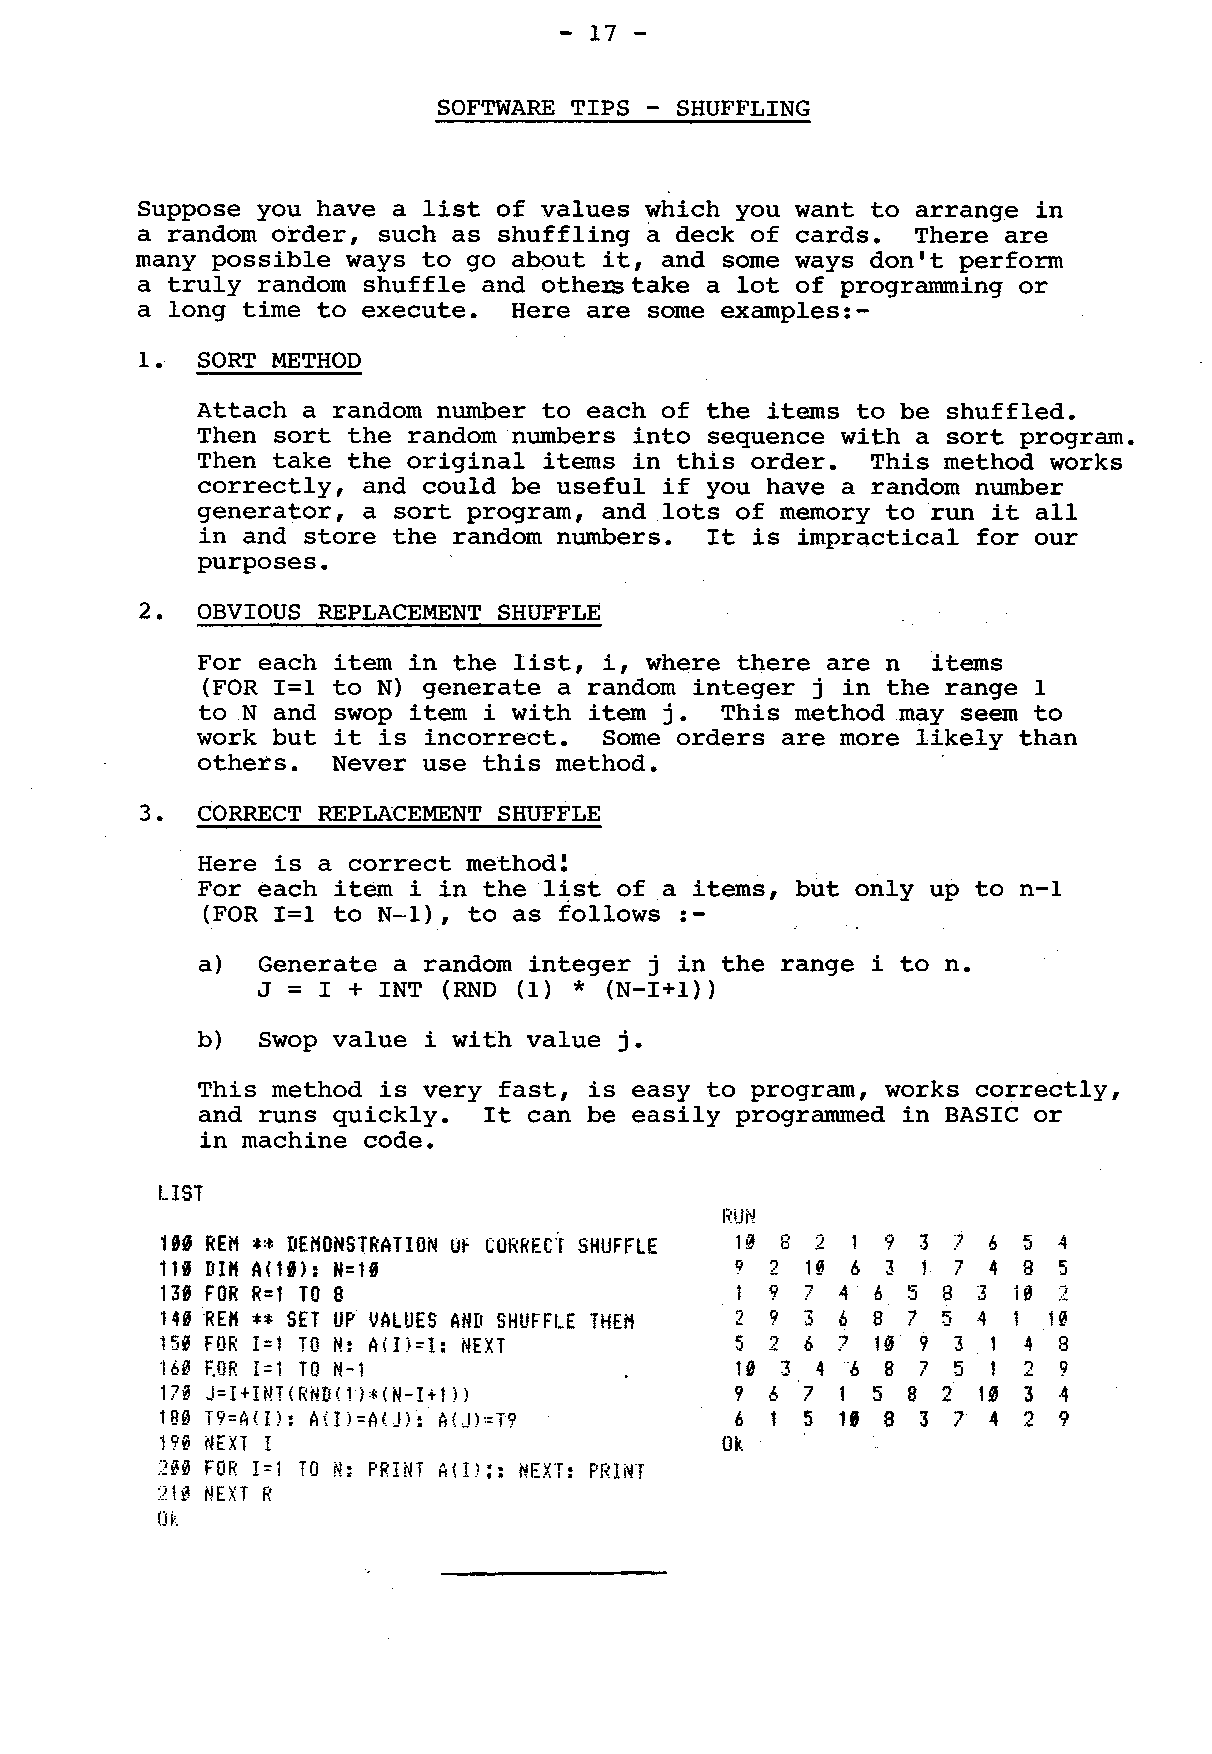 - 17 -
SOFTWARE TIPS - SHUFFLING
Suppose you have a list of values which you want to arrange in
a random order, such as shuffling a deck of cards. There are
many possible ways to go about it, and some ways don't perform
a truly random shuffle and others take a lot of programming or
a long time to execute. Here are some examples:-
1. SORT METHOD
Attach a random number to each of the items to be shuffled.
Then sort the random numbers into sequence with a sort program.
Then take the original items in this order. This method works
correctly, and could be useful if you have a random number
generator, a sort program, and lots of memory to run it all
in and store the random numbers. It is impractical for our
purposes.
2. OBVIOUS REPLACEMENT SHUFFLE
For each item in the list, i, where there are n items
(FOR I=1 to N) generate a random integer j in the range 1
to N and swop item i with item j. This method may seem to
work but it is incorrect. Some orders are more likely than
others. Never use this method.
3. CORRECT REPLACEMENT SHUFFLE
Here is a correct method!
For each item i in the list of a items, but only up to n-1
(FOR I=1 to N-1), to as follows :-
a) Generate a random integer j in the range i to n.
J = I + INT (RND (1) * (N-I+1))
b) Swop value i with value j.
This method is very fast, is easy to program, works correctly,
and runs quickly. It can be easily programmed in BASIC or
in machine code.
LIST
100 REM ** DEMONSTRATION OF CORRECT SHUFFLE
110 DIM A(10): N=10
130 FOR R=1 TO 8
140 REM ** SET UP VALUES AND SHUFFLE THEM
150 FOR I=1 TO N: A(I)=I: NEXT
160 FOR I=1 TO N-1
170 J=I+INT(RND(1)*(N-I+1))
180 T9=A(I): A(I)=A(J): A(J)=T9
190 NEXT I
200 FOR I=1 TO N: PRINT A(I);: NEXT: PRINT
210 NEXT R
Ok
RUN
10 8 2 1 9 3 7 6 5 4
9 2 10 6 3 1 7 4 8 5
1 9 7 4 6 5 8 3 10 2
2 9 3 6 8 7 5 4 1 10
5 2 6 7 10 9 3 1 4 8
10 3 4 6 8 7 5 1 2 9
9 6 7 1 5 8 2 10 3 4
6 1 5 10 8 3 7 4 2 9
Ok